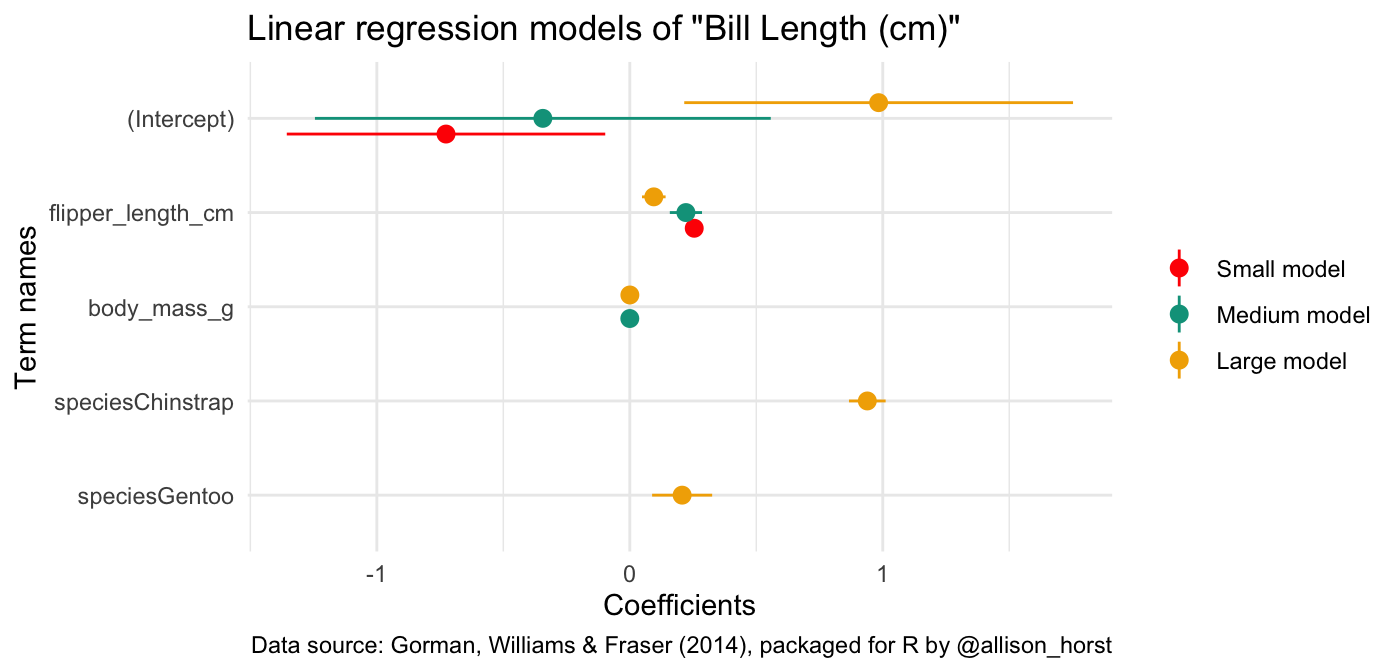 Linear regression models of "Bill Length (cm)"
Term names
(Intercept)
flipper_length_cm
body_mass_g
speciesChinstrap
speciesGentoo
-1
0
1
Coefficients
Small model
Medium model
Large model
Data source: Gorman, Williams & Fraser (2014), packaged for R by @allison_horst